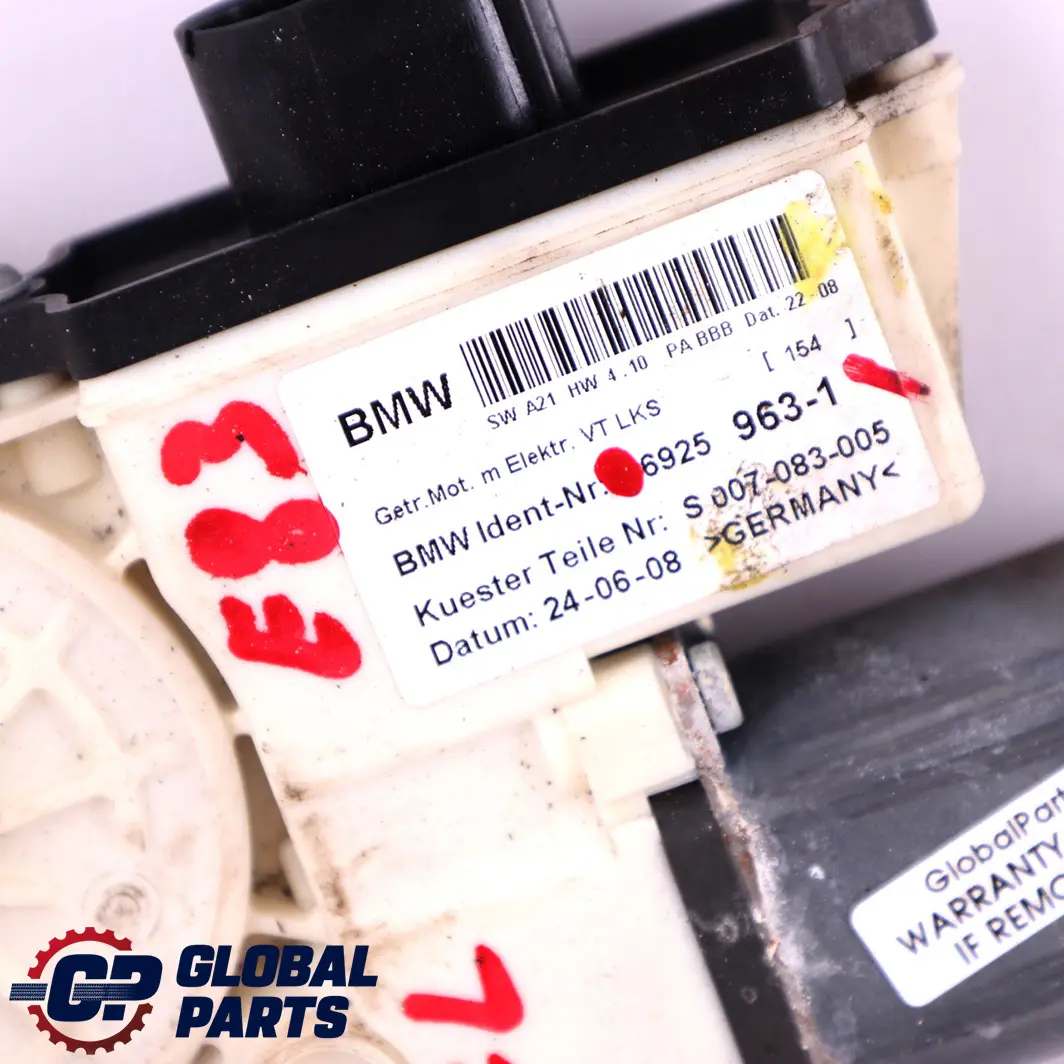 BMW
SW A21 HW 4.10 PA BBB Dat. 22-08
Getr.Mot. m Elektr. VT LKS [ 154 ]
BMW Ident-Nr: 6925 963-1
Kuester Teile Nr: S 007-083-005
Datum: 24-06-08 >GERMANY<
E83
GlobalPart
WARRANTY
IF REMO
GP GLOBAL
PARTS